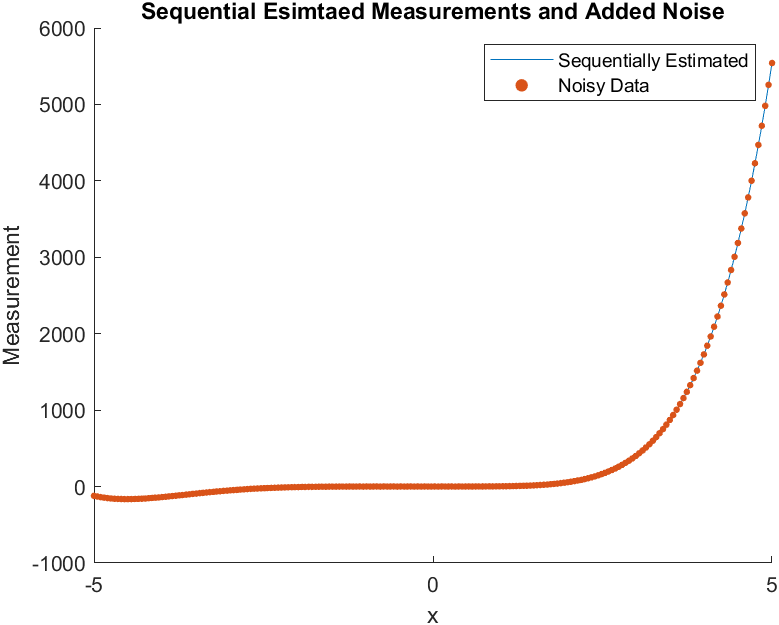 Sequential Esimtaed Measurements and Added Noise
6000
5000
4000
3000
2000
1000
0
-1000
Measurement
Sequentially Estimated
Noisy Data
-5
0
5
x